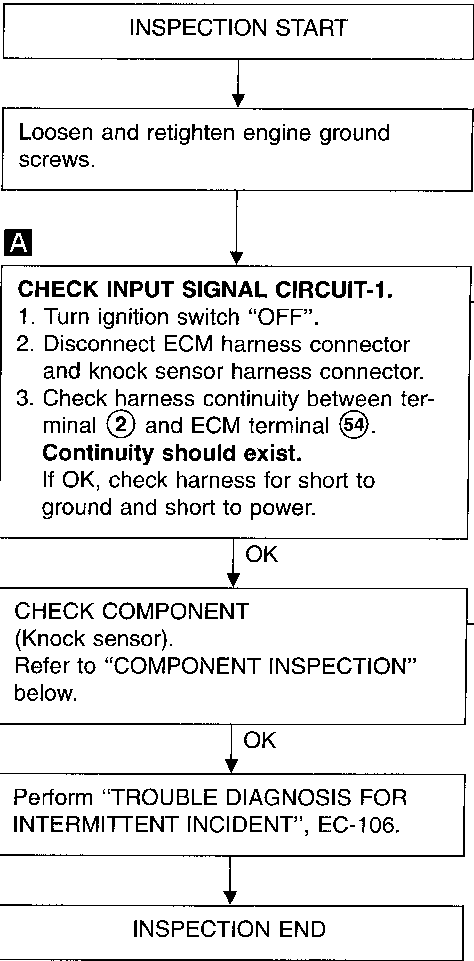 INSPECTION START
Loosen and retighten engine ground
screws.
A
CHECK INPUT SIGNAL CIRCUIT-1.
1. Turn ignition switch “OFF”.
2. Disconnect ECM harness connector
and knock sensor harness connector.
3. Check harness continuity between ter-
minal ② and ECM terminal 54.
Continuity should exist.
If OK, check harness for short to
ground and short to power.
OK
CHECK COMPONENT
(Knock sensor).
Refer to “COMPONENT INSPECTION”
below.
OK
Perform “TROUBLE DIAGNOSIS FOR
INTERMITTENT INCIDENT”, EC-106.
INSPECTION END